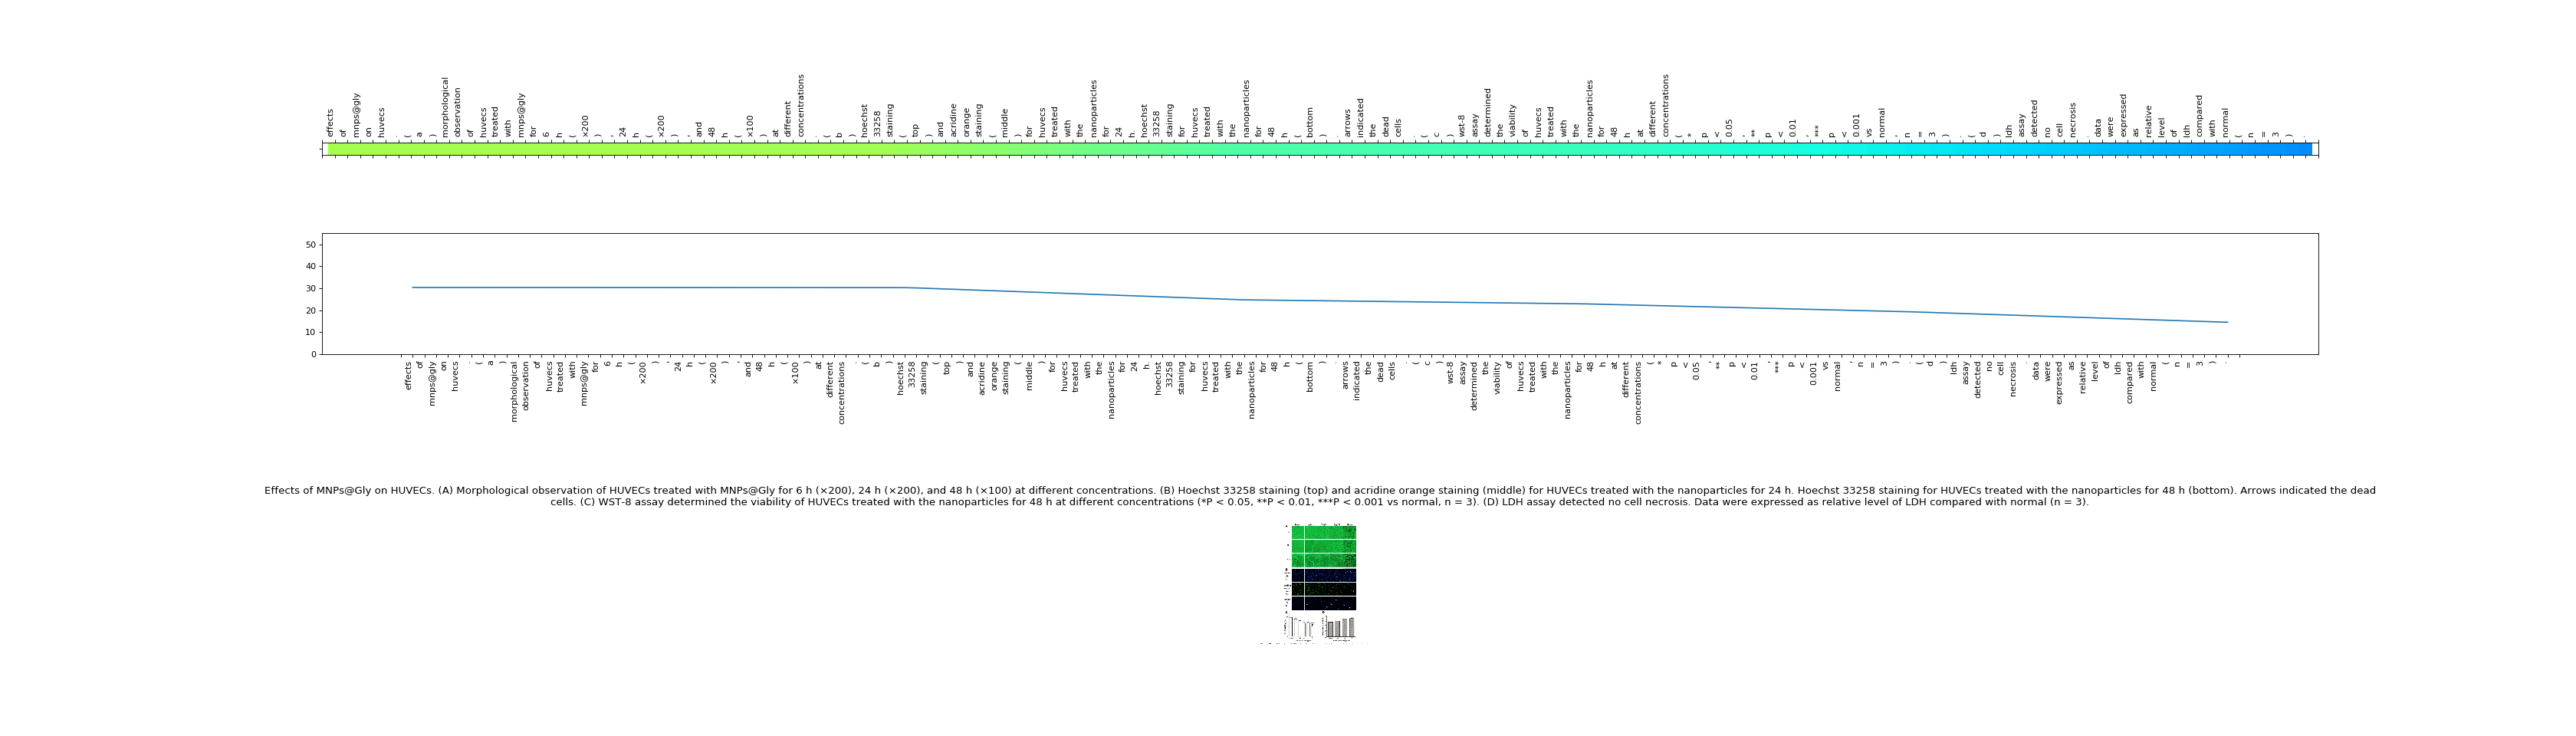 effects of mnps@gly on huvecs . ( a ) morphological observation of huvecs treated with mnps@gly for 6 h ( ×200 ) , 24 h ( ×200 ) , and 48 h ( ×100 ) at different concentrations . ( b ) hoechst 33258 staining ( top ) and acridine orange staining ( middle ) for huvecs treated with the nanoparticles for 24 h. hoechst 33258 staining for huvecs treated with the nanoparticles for 48 h ( bottom ) . arrows indicated the dead cells . ( c ) wst-8 assay determined the viability of huvecs treated with the nanoparticles for 48 h at different concentrations ( * p < 0.05 , ** p < 0.01 , *** p < 0.001 vs normal , n = 3 ) . ( d ) ldh assay detected no cell necrosis . data were expressed as relative level of ldh compared with normal ( n = 3 ) .
50
40
30
20
10
0
effects of mnps@gly on huvecs . ( a ) morphological observation of huvecs treated with mnps@gly for 6 h ( ×200 ) , 24 h ( ×200 ) , and 48 h ( ×100 ) at different concentrations . ( b ) hoechst 33258 staining ( top ) and acridine orange staining ( middle ) for huvecs treated with the nanoparticles for 24 h. hoechst 33258 staining for huvecs treated with the nanoparticles for 48 h ( bottom ) . arrows indicated the dead cells . ( c ) wst-8 assay determined the viability of huvecs treated with the nanoparticles for 48 h at different concentrations ( * p < 0.05 , ** p < 0.01 , *** p < 0.001 vs normal , n = 3 ) . ( d ) ldh assay detected no cell necrosis . data were expressed as relative level of ldh compared with normal ( n = 3 ) .
Effects of MNPs@Gly on HUVECs. (A) Morphological observation of HUVECs treated with MNPs@Gly for 6 h (×200), 24 h (×200), and 48 h (×100) at different concentrations. (B) Hoechst 33258 staining (top) and acridine orange staining (middle) for HUVECs treated with the nanoparticles for 24 h. Hoechst 33258 staining for HUVECs treated with the nanoparticles for 48 h (bottom). Arrows indicated the dead
cells. (C) WST-8 assay determined the viability of HUVECs treated with the nanoparticles for 48 h at different concentrations (*P < 0.05, **P < 0.01, ***P < 0.001 vs normal, n = 3). (D) LDH assay detected no cell necrosis. Data were expressed as relative level of LDH compared with normal (n = 3).